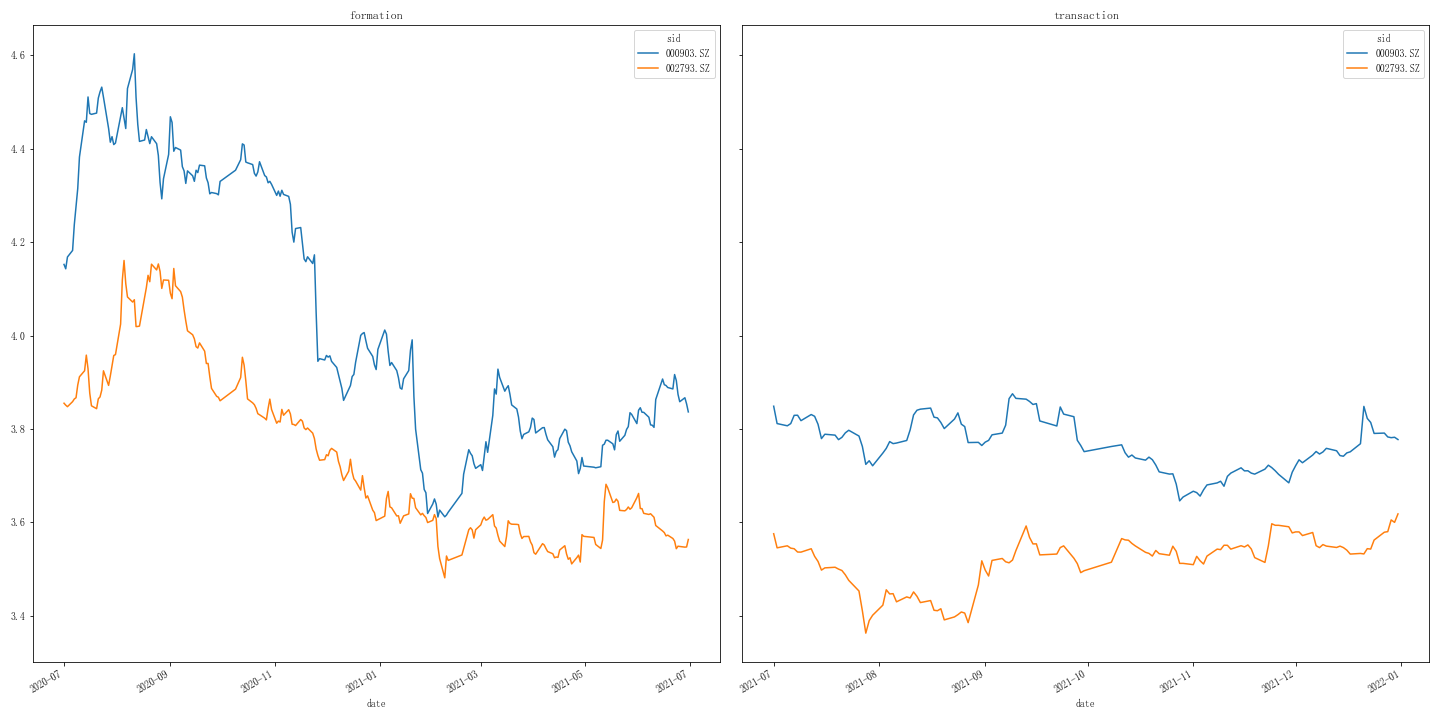 formation
sid
000903.SZ
002793.SZ
4.6
4.4
4.2
4.0
3.8
3.6
3.4
2020-07
2020-09
2020-11
2021-01
2021-03
2021-05
2021-07
date
transaction
sid
000903.SZ
002793.SZ
2021-07
2021-08
2021-09
2021-10
2021-11
2021-12
2022-01
date